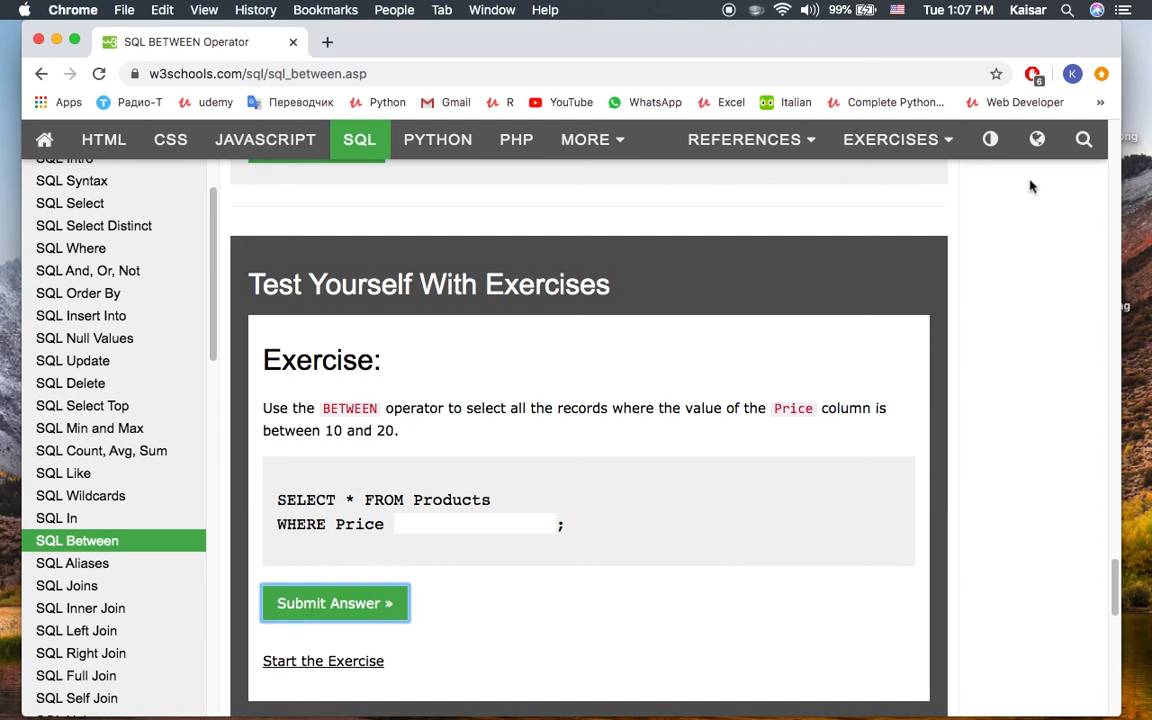 Chrome File Edit View History Bookmarks People Tab Window Help 99% Tue 1:07 PM Kaisar
SQL BETWEEN Operator
w3schools.com/sql/sql_between.asp
6
K
Apps Радио-T udemy Переводчик Python Gmail R YouTube WhatsApp Excel Italian Complete Python... Web Developer »
HTML CSS JAVASCRIPT SQL PYTHON PHP MORE REFERENCES EXERCISES
SQL Intro
SQL Syntax
SQL Select
SQL Select Distinct
SQL Where
SQL And, Or, Not
SQL Order By
SQL Insert Into
SQL Null Values
SQL Update
SQL Delete
SQL Select Top
SQL Min and Max
SQL Count, Avg, Sum
SQL Like
SQL Wildcards
SQL In
SQL Between
SQL Aliases
SQL Joins
SQL Inner Join
SQL Left Join
SQL Right Join
SQL Full Join
SQL Self Join
Test Yourself With Exercises
Exercise:
Use the BETWEEN operator to select all the records where the value of the Price column is
between 10 and 20.
SELECT * FROM Products
WHERE Price ;
Submit Answer »
Start the Exercise